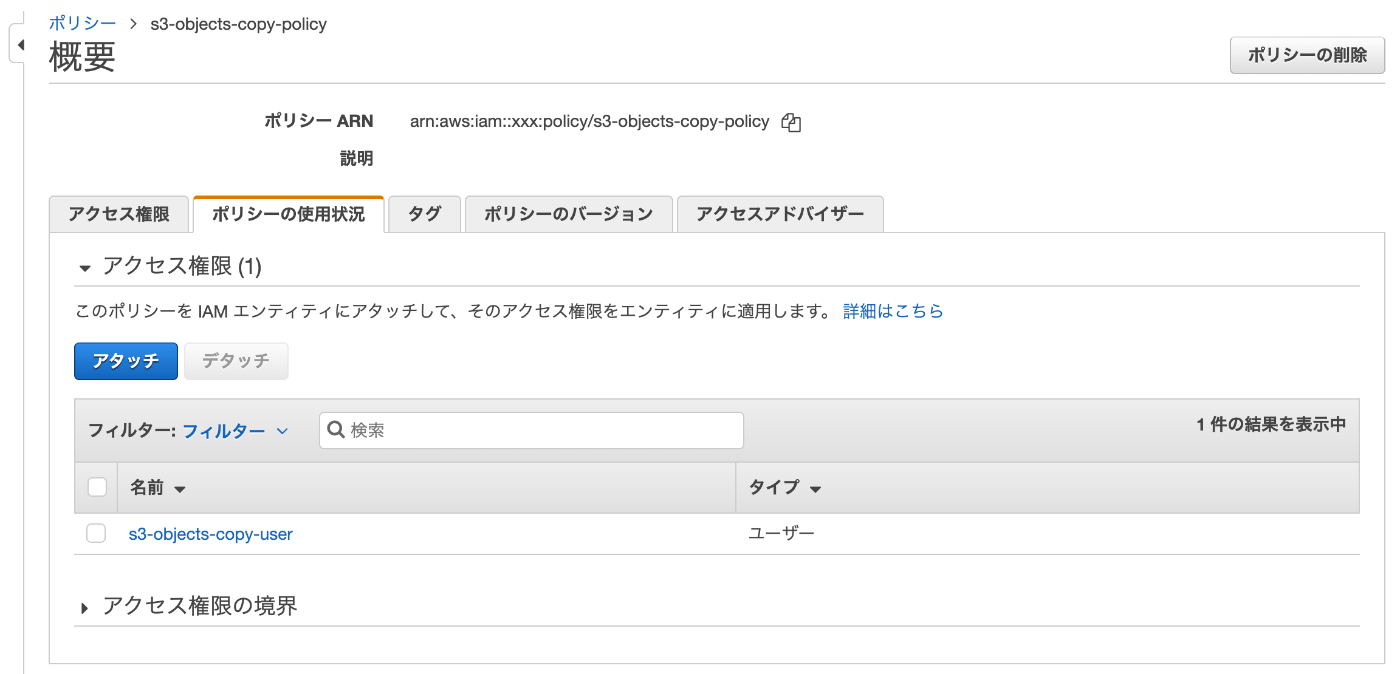 ポリシー > s3-objects-copy-policy
概要
ポリシーの削除
ポリシー ARN arn:aws:iam::xxx:policy/s3-objects-copy-policy
説明
アクセス権限 ポリシーの使用状況 タグ ポリシーのバージョン アクセスアドバイザー
アクセス権限 (1)
このポリシーを IAM エンティティにアタッチして、そのアクセス権限をエンティティに適用します。 詳細はこちら
アタッチ デタッチ
フィルター: フィルター 検索 1 件の結果を表示中
名前 タイプ
s3-objects-copy-user ユーザー
アクセス権限の境界